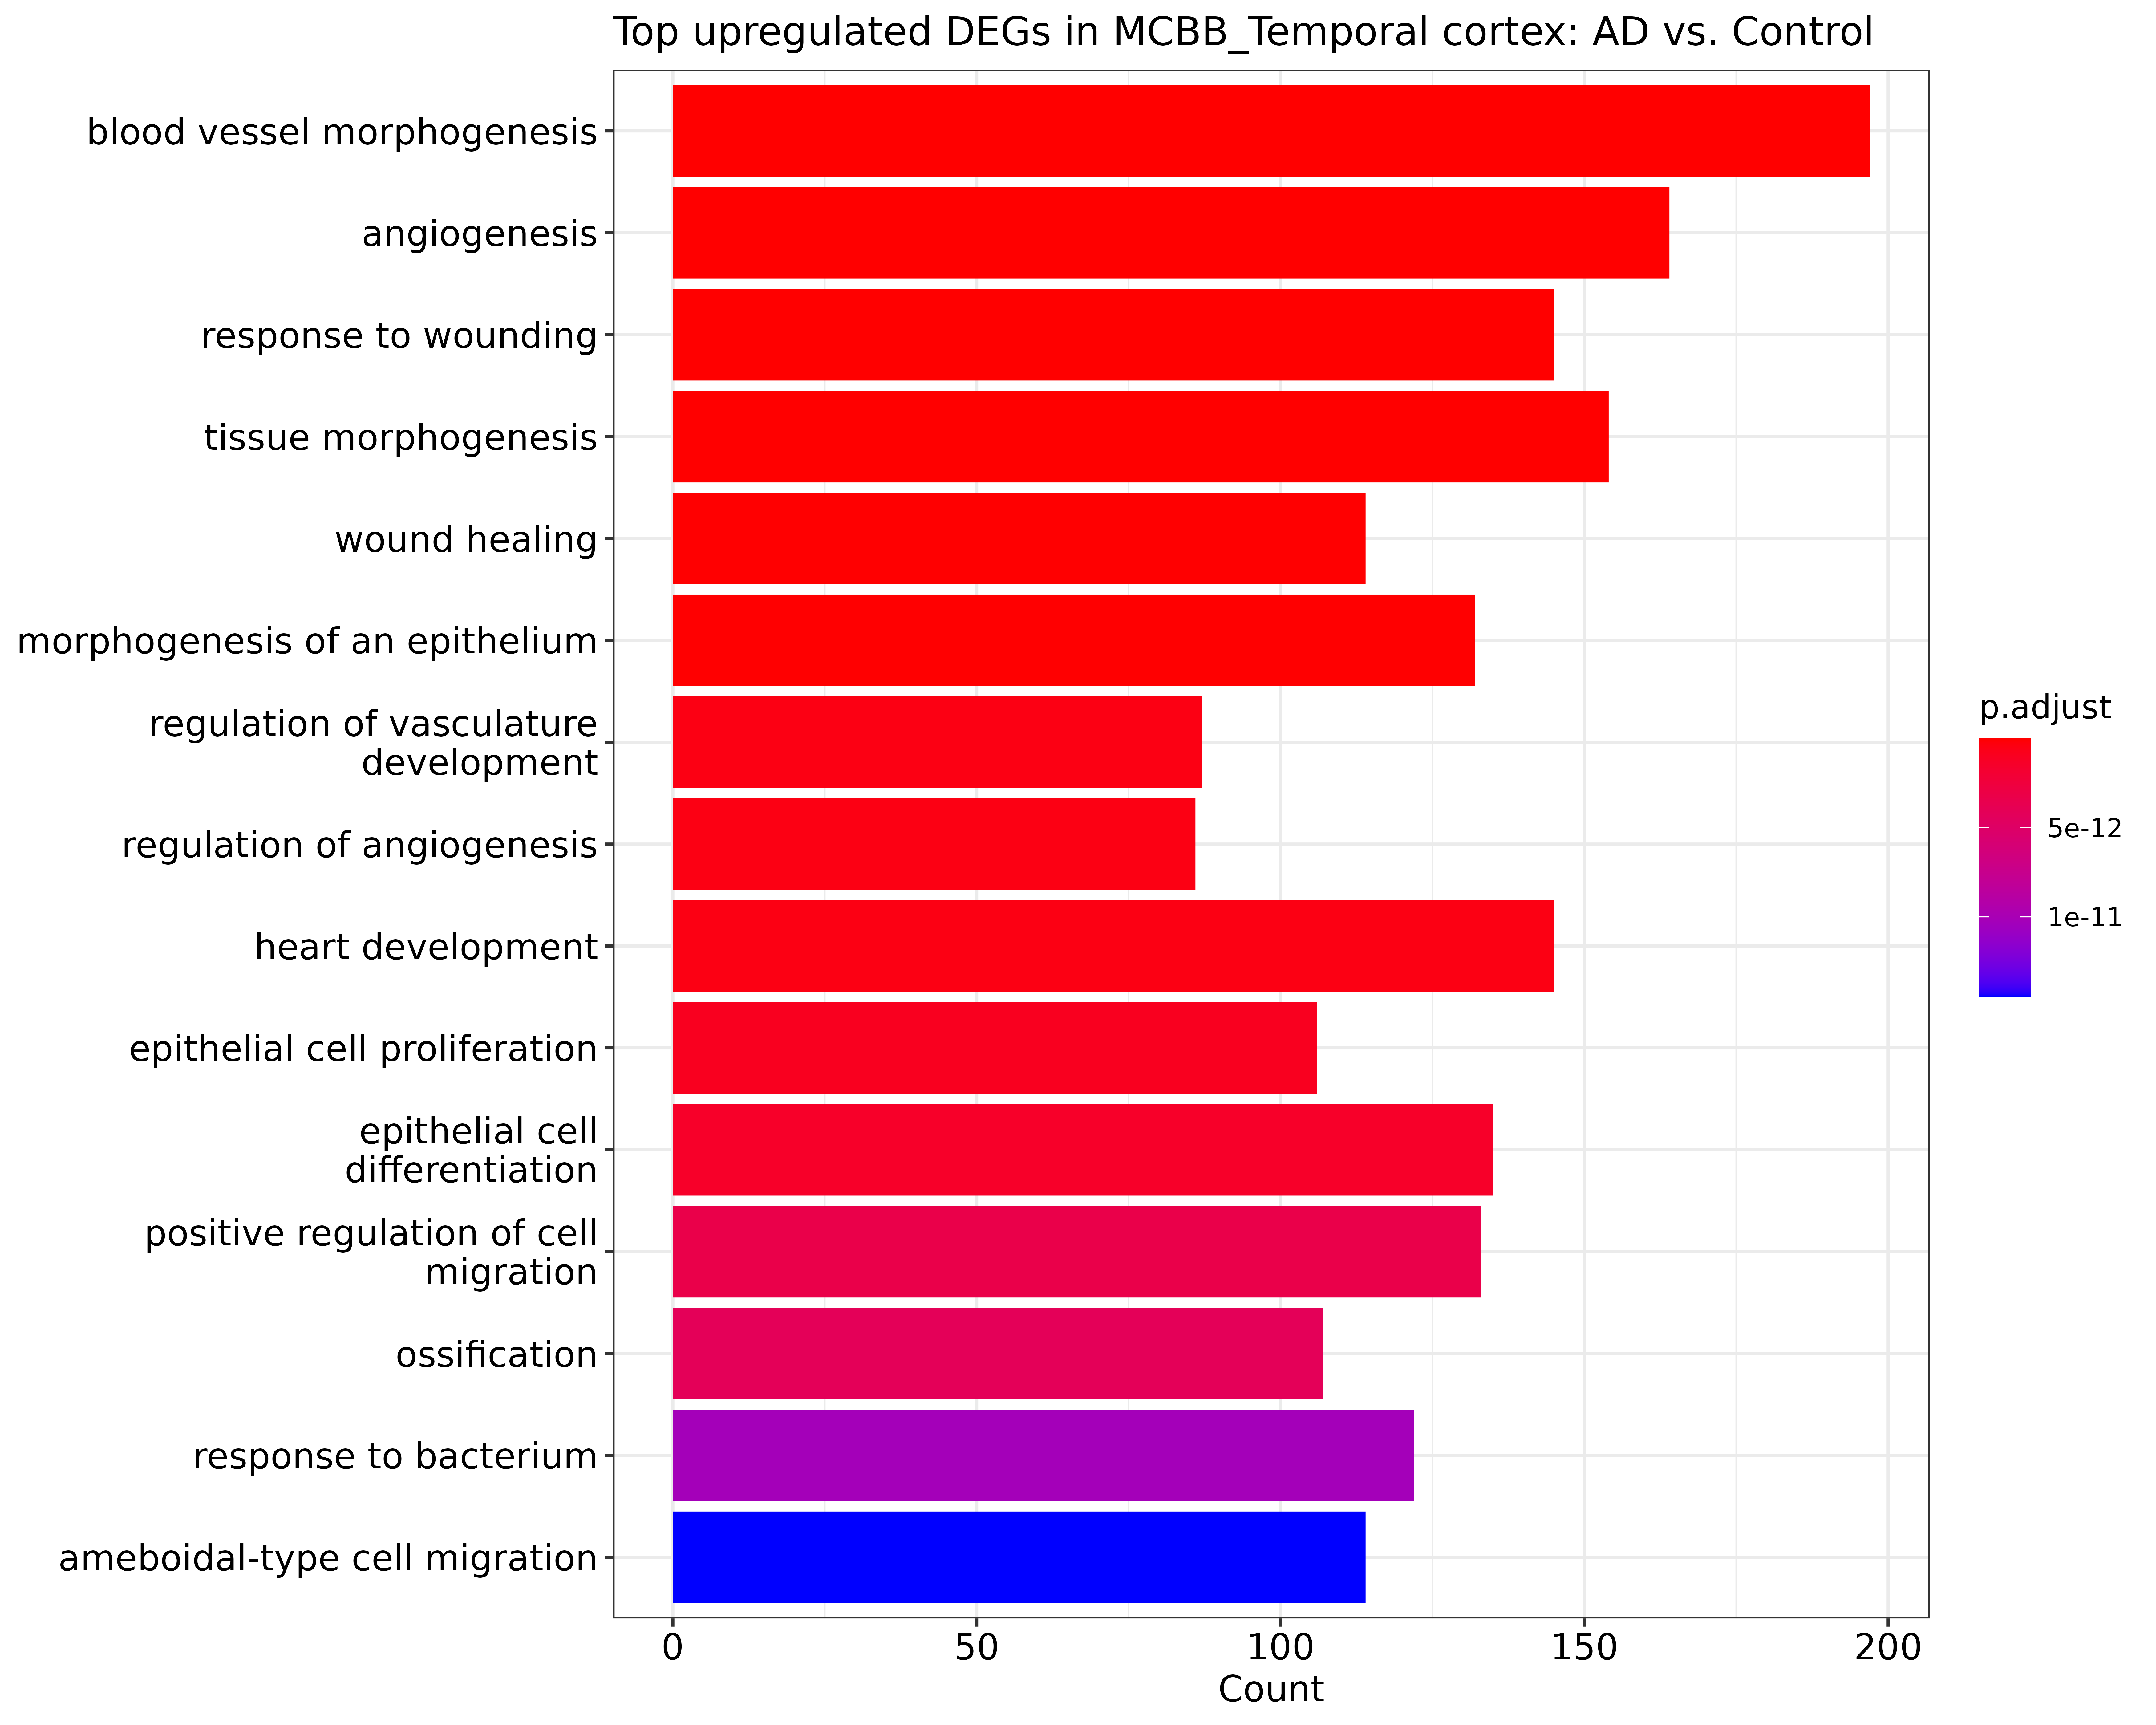 Top upregulated DEGs in MCBB_Temporal cortex: AD vs. Control
blood vessel morphogenesis
angiogenesis
response to wounding
tissue morphogenesis
wound healing
morphogenesis of an epithelium
regulation of vasculature
development
regulation of angiogenesis
heart development
epithelial cell proliferation
epithelial cell
differentiation
positive regulation of cell
migration
ossification
response to bacterium
ameboidal-type cell migration
0 50 100 150 200
Count
p.adjust
5e-12
1e-11